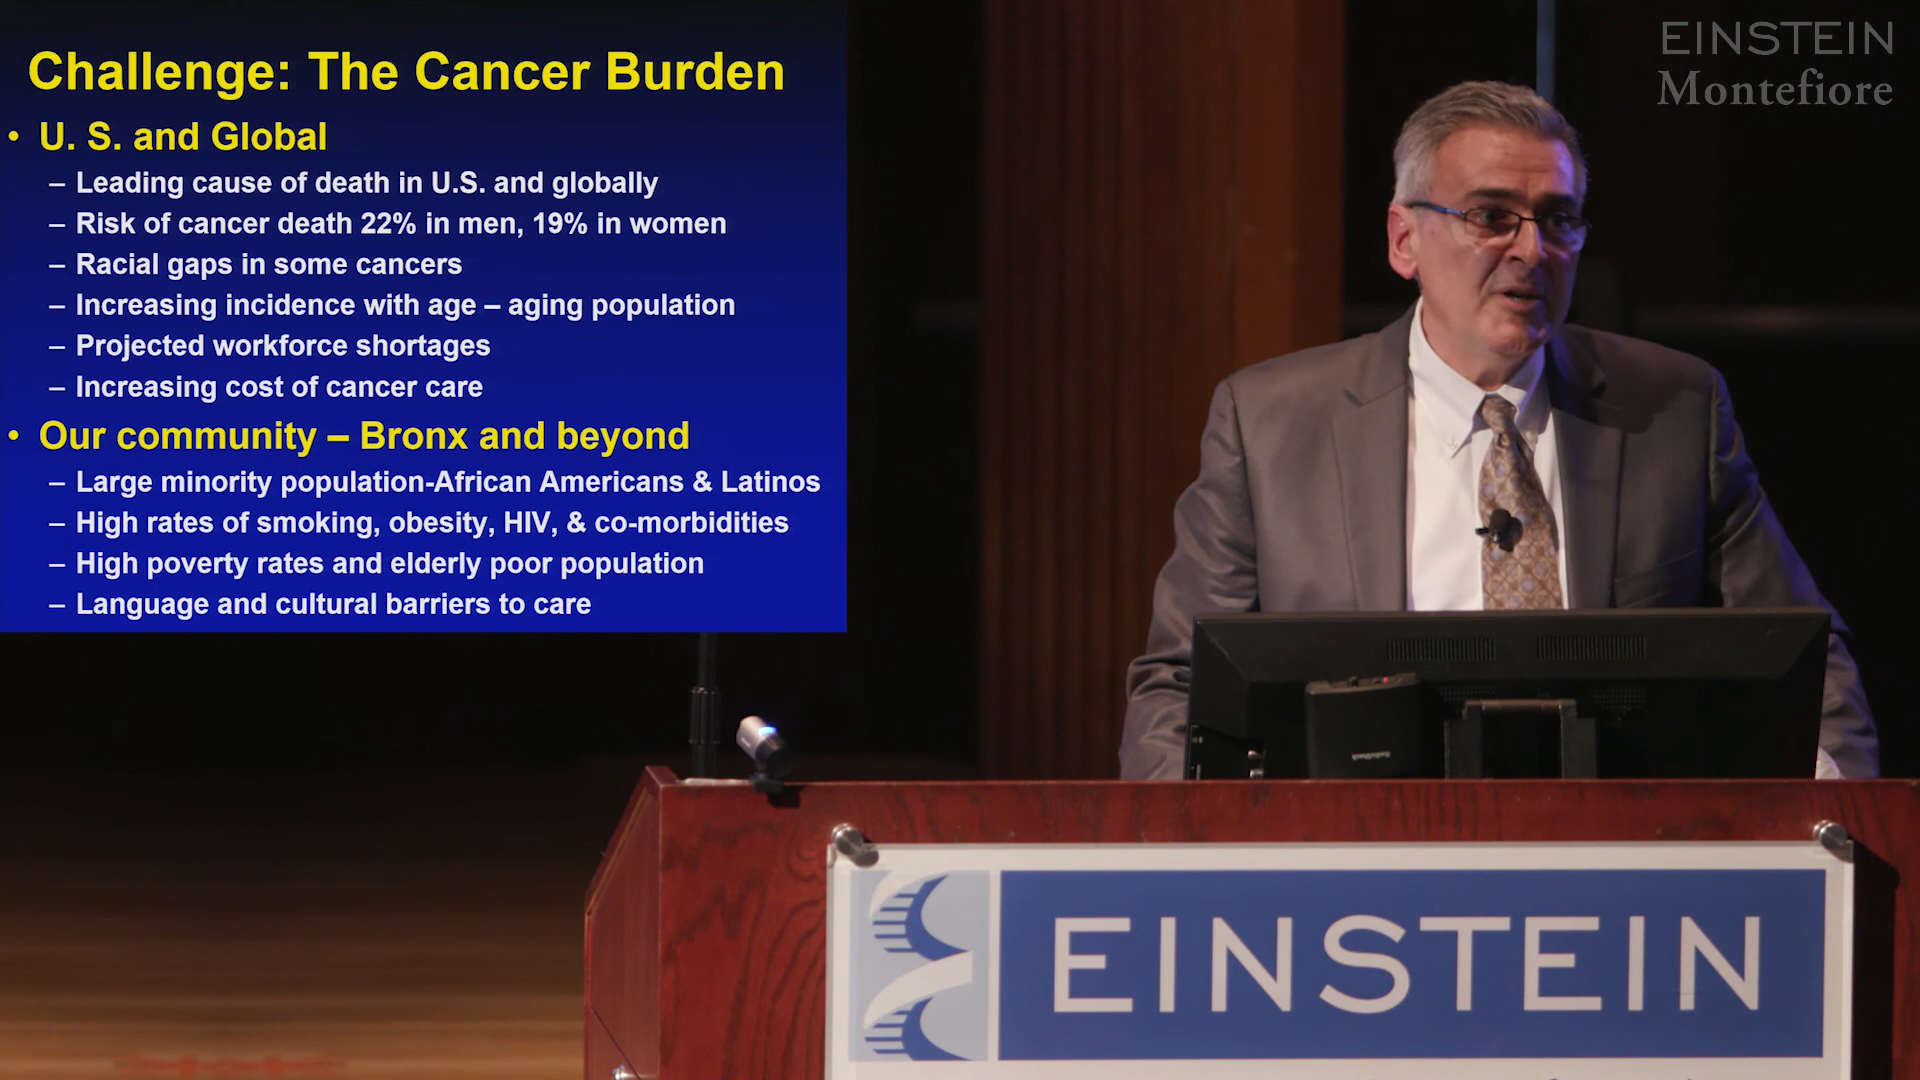 Challenge: The Cancer Burden
• U. S. and Global
– Leading cause of death in U.S. and globally
– Risk of cancer death 22% in men, 19% in women
– Racial gaps in some cancers
– Increasing incidence with age – aging population
– Projected workforce shortages
– Increasing cost of cancer care
• Our community – Bronx and beyond
– Large minority population-African Americans & Latinos
– High rates of smoking, obesity, HIV, & co-morbidities
– High poverty rates and elderly poor population
– Language and cultural barriers to care
EINSTEIN
Montefiore
RadioShack
EINSTEIN